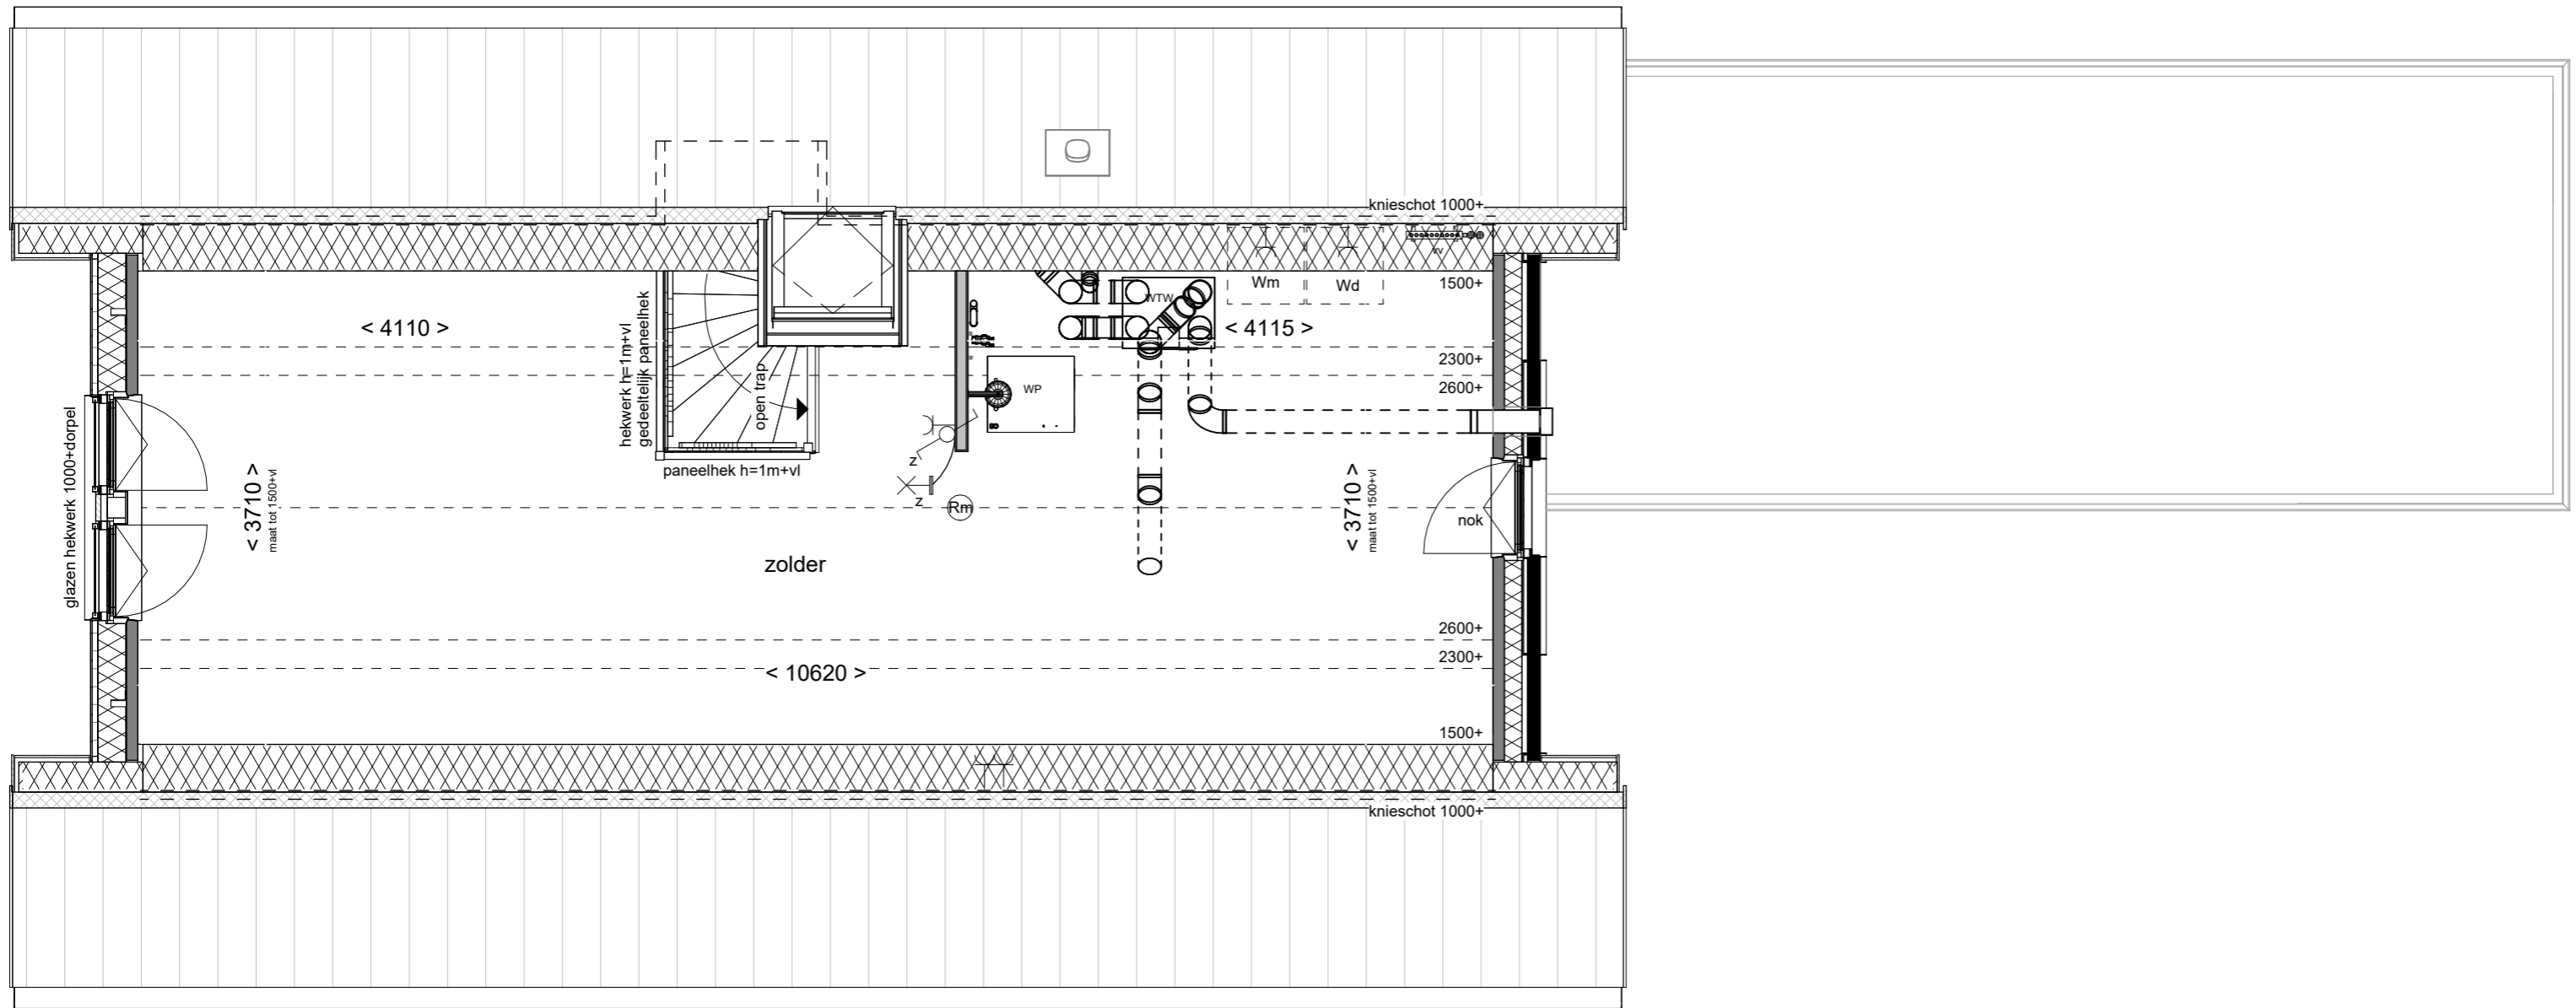 knieschot 1000+
1500+
Wm
Wd
vv
WTW
< 4110 >
< 4115 >
hekwerk h=1m+vl
gedeeltelijk paneelhek
open trap
2300+
2600+
WP
glazen hekwerk 1000+dorpel
paneelhek h=1m+vl
z
z
Rm
< 3710 >
maat tot 1500+vl
< 3710 >
maat tot 1500+vl
nok
zolder
2600+
2300+
< 10620 >
1500+
knieschot 1000+